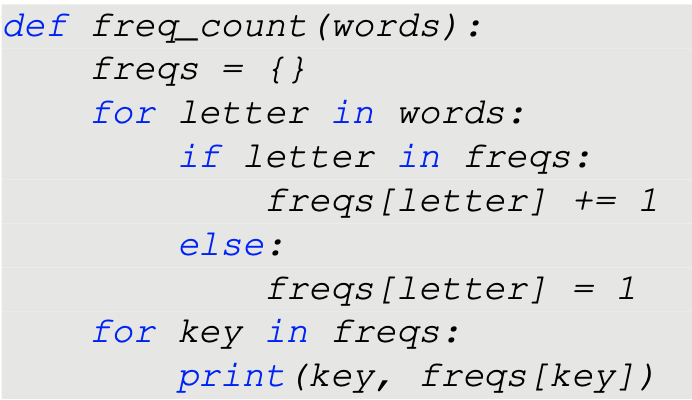 def freq_count(words):
    freqs = {}
    for letter in words:
        if letter in freqs:
            freqs[letter] += 1
        else:
            freqs[letter] = 1
    for key in freqs:
        print(key, freqs[key])